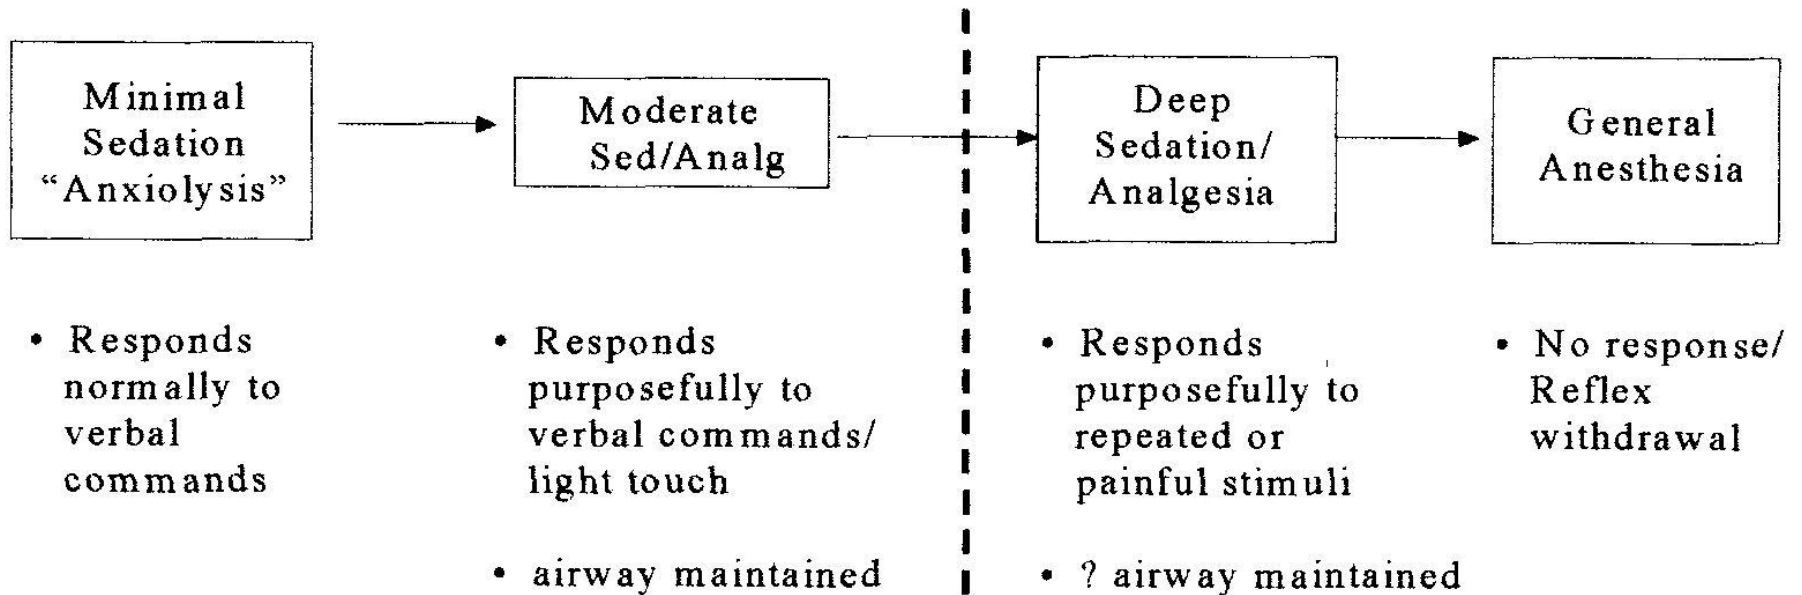 Minimal
Sedation
“Anxiolysis”
Moderate
Sed/Analg
Deep
Sedation/
Analgesia
General
Anesthesia
• Responds
normally to
verbal
commands
• Responds
purposefully to
verbal commands/
light touch
• airway maintained
• Responds
purposefully to
repeated or
painful stimuli
• ? airway maintained
• No response/
Reflex
withdrawal